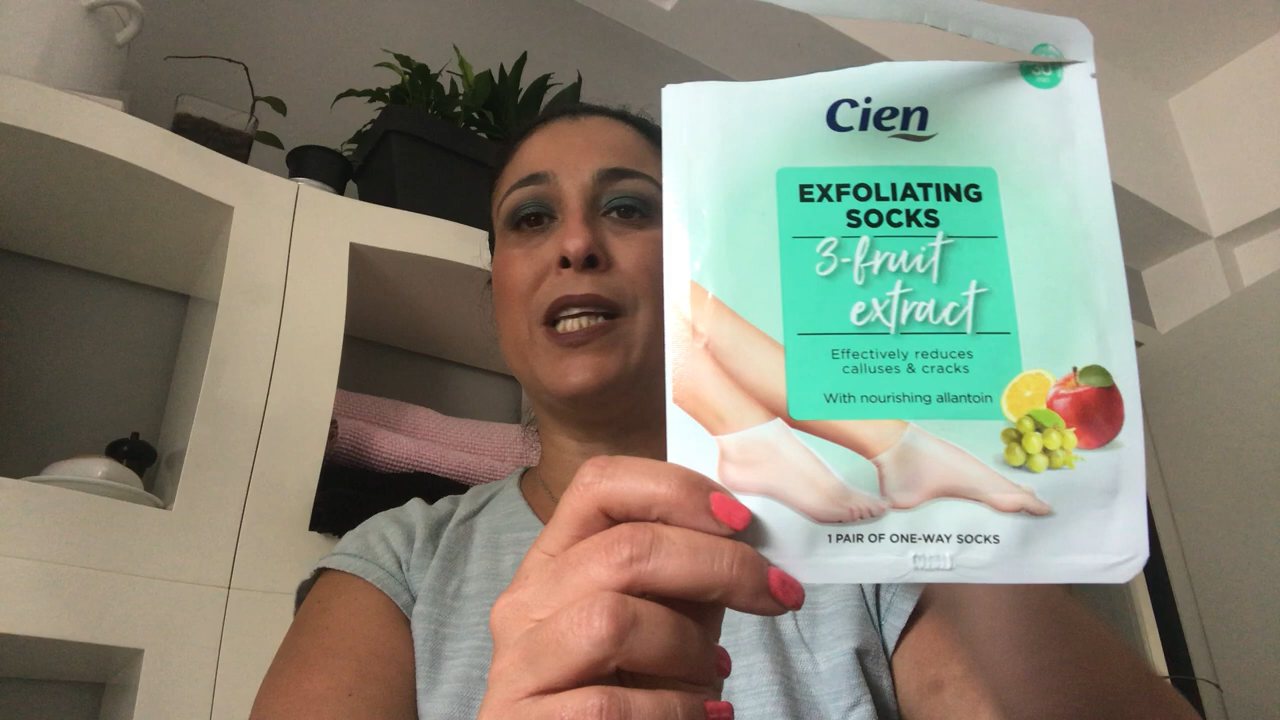 Cien
EXFOLIATING
SOCKS
3-fruit
extract
Effectively reduces
calluses & cracks
With nourishing allantoin
1 PAIR OF ONE-WAY SOCKS